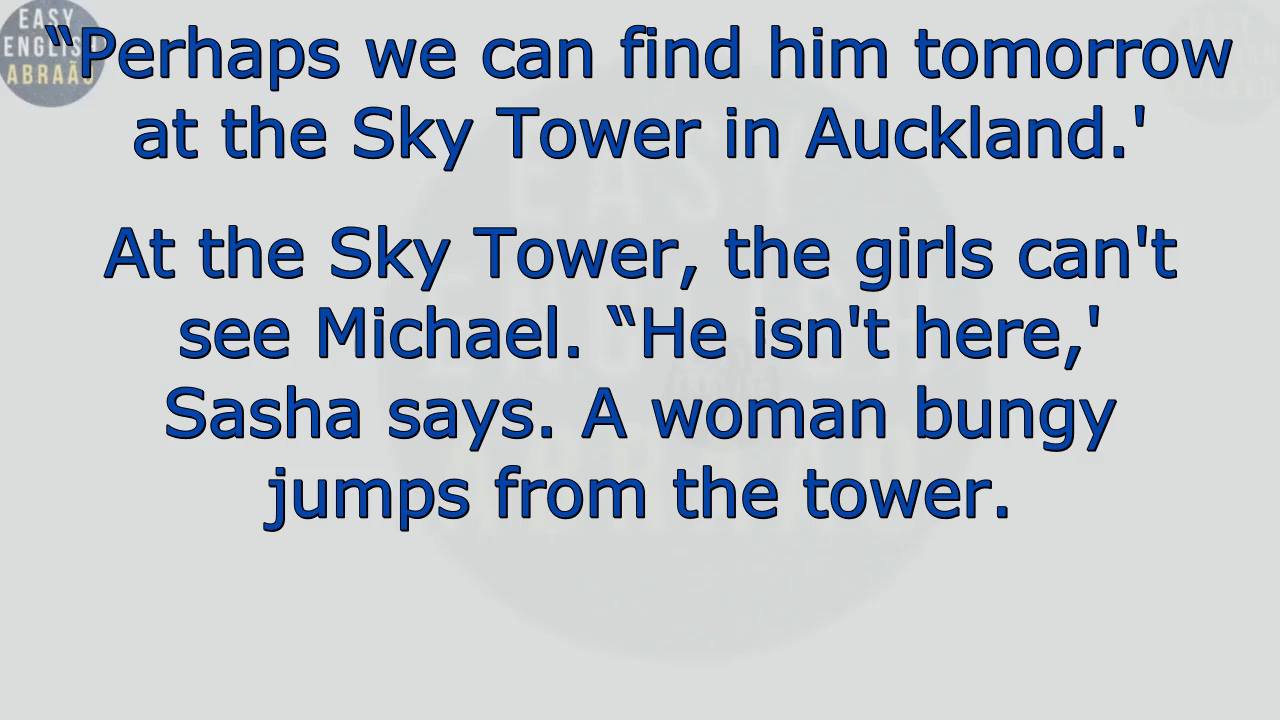 EASY
ENGLISH
ABRAÃO
“Perhaps we can find him tomorrow
at the Sky Tower in Auckland.'
At the Sky Tower, the girls can't
see Michael. “He isn't here,'
Sasha says. A woman bungy
jumps from the tower.